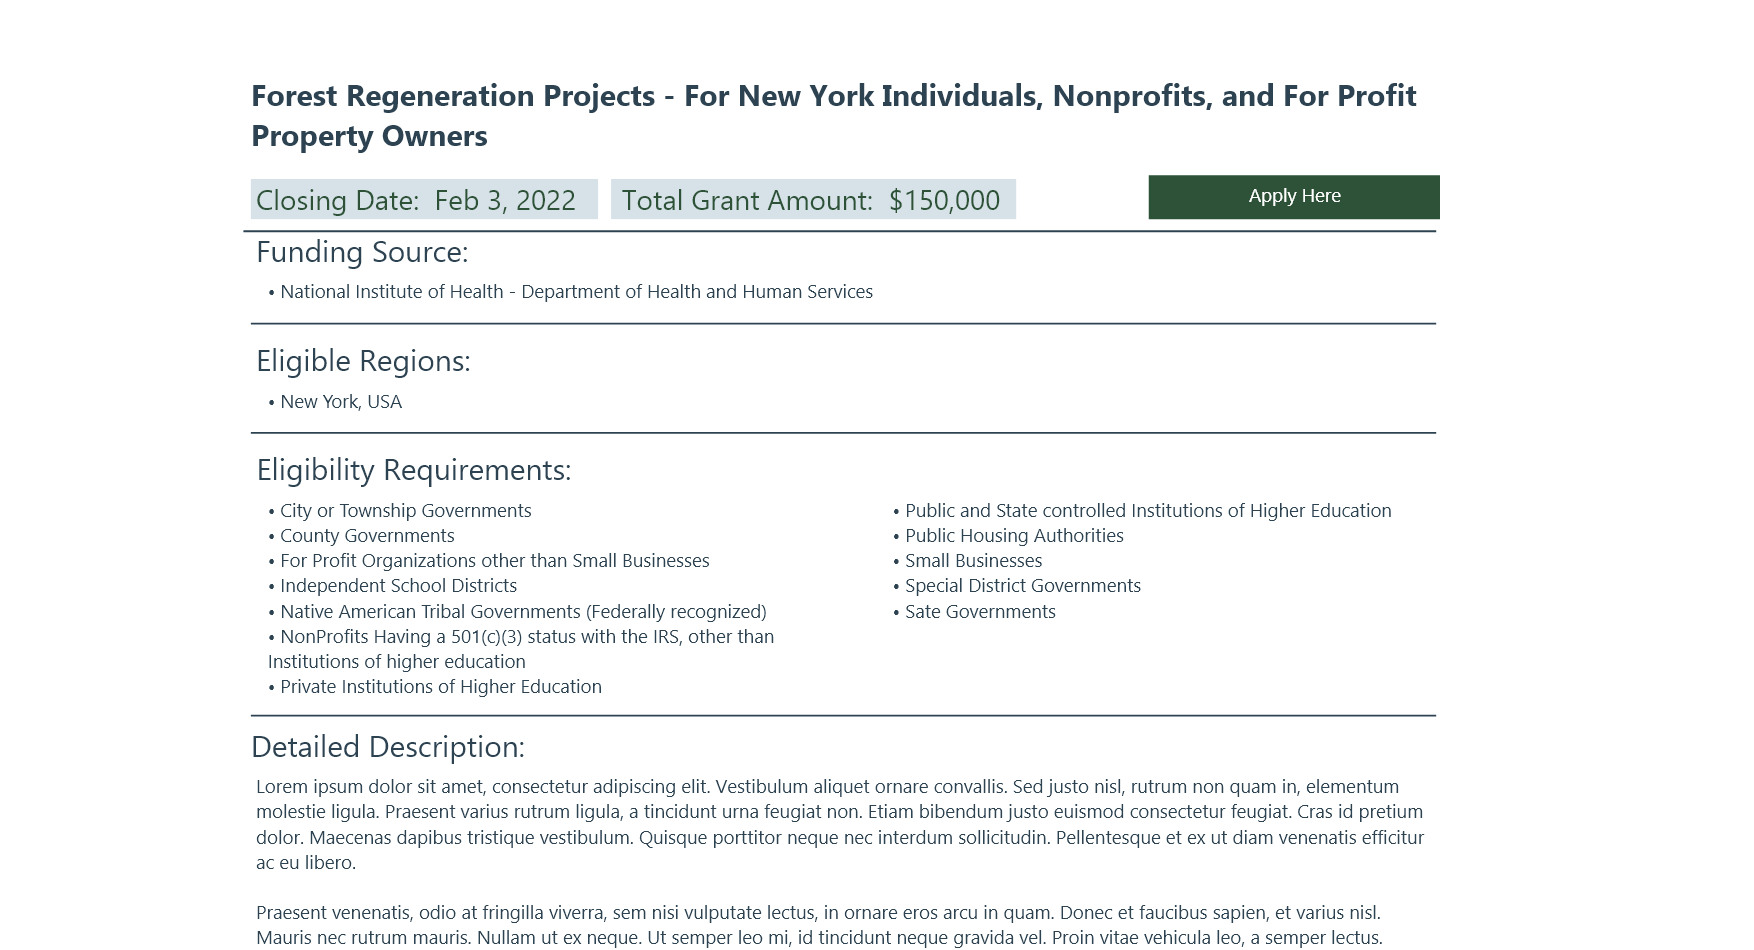 Forest Regeneration Projects - For New York Individuals, Nonprofits, and For Profit
Property Owners
Closing Date: Feb 3, 2022
Total Grant Amount: $150,000
Apply Here
Funding Source:
• National Institute of Health - Department of Health and Human Services
Eligible Regions:
• New York, USA
Eligibility Requirements:
• City or Township Governments
• County Governments
• For Profit Organizations other than Small Businesses
• Independent School Districts
• Native American Tribal Governments (Federally recognized)
• NonProfits Having a 501(c)(3) status with the IRS, other than
Institutions of higher education
• Private Institutions of Higher Education
• Public and State controlled Institutions of Higher Education
• Public Housing Authorities
• Small Businesses
• Special District Governments
• Sate Governments
Detailed Description:
Lorem ipsum dolor sit amet, consectetur adipiscing elit. Vestibulum aliquet ornare convallis. Sed justo nisl, rutrum non quam in, elementum
molestie ligula. Praesent varius rutrum ligula, a tincidunt urna feugiat non. Etiam bibendum justo euismod consectetur feugiat. Cras id pretium
dolor. Maecenas dapibus tristique vestibulum. Quisque porttitor neque nec interdum sollicitudin. Pellentesque et ex ut diam venenatis efficitur
ac eu libero.
Praesent venenatis, odio at fringilla viverra, sem nisi vulputate lectus, in ornare eros arcu in quam. Donec et faucibus sapien, et varius nisl.
Mauris nec rutrum mauris. Nullam ut ex neque. Ut semper leo mi, id tincidunt neque gravida vel. Proin vitae vehicula leo, a semper lectus.